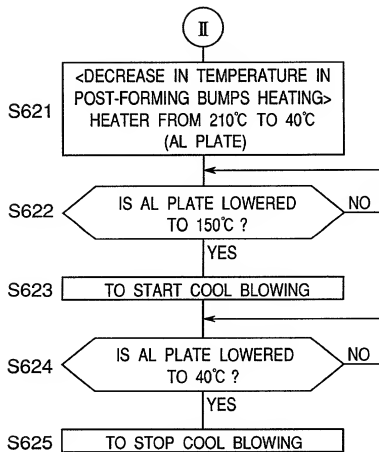 II
<DECREASE IN TEMPERATURE IN
POST-FORMING BUMPS HEATING>
S621
HEATER FROM 210℃ TO 40℃
(AL PLATE)
IS AL PLATE LOWERED
S622
NO
TO 150℃ ?
YES
S623
TO START COOL BLOWING
IS AL PLATE LOWERED
S624
NO
TO 40℃ ?
YES
S625
TO STOP COOL BLOWING